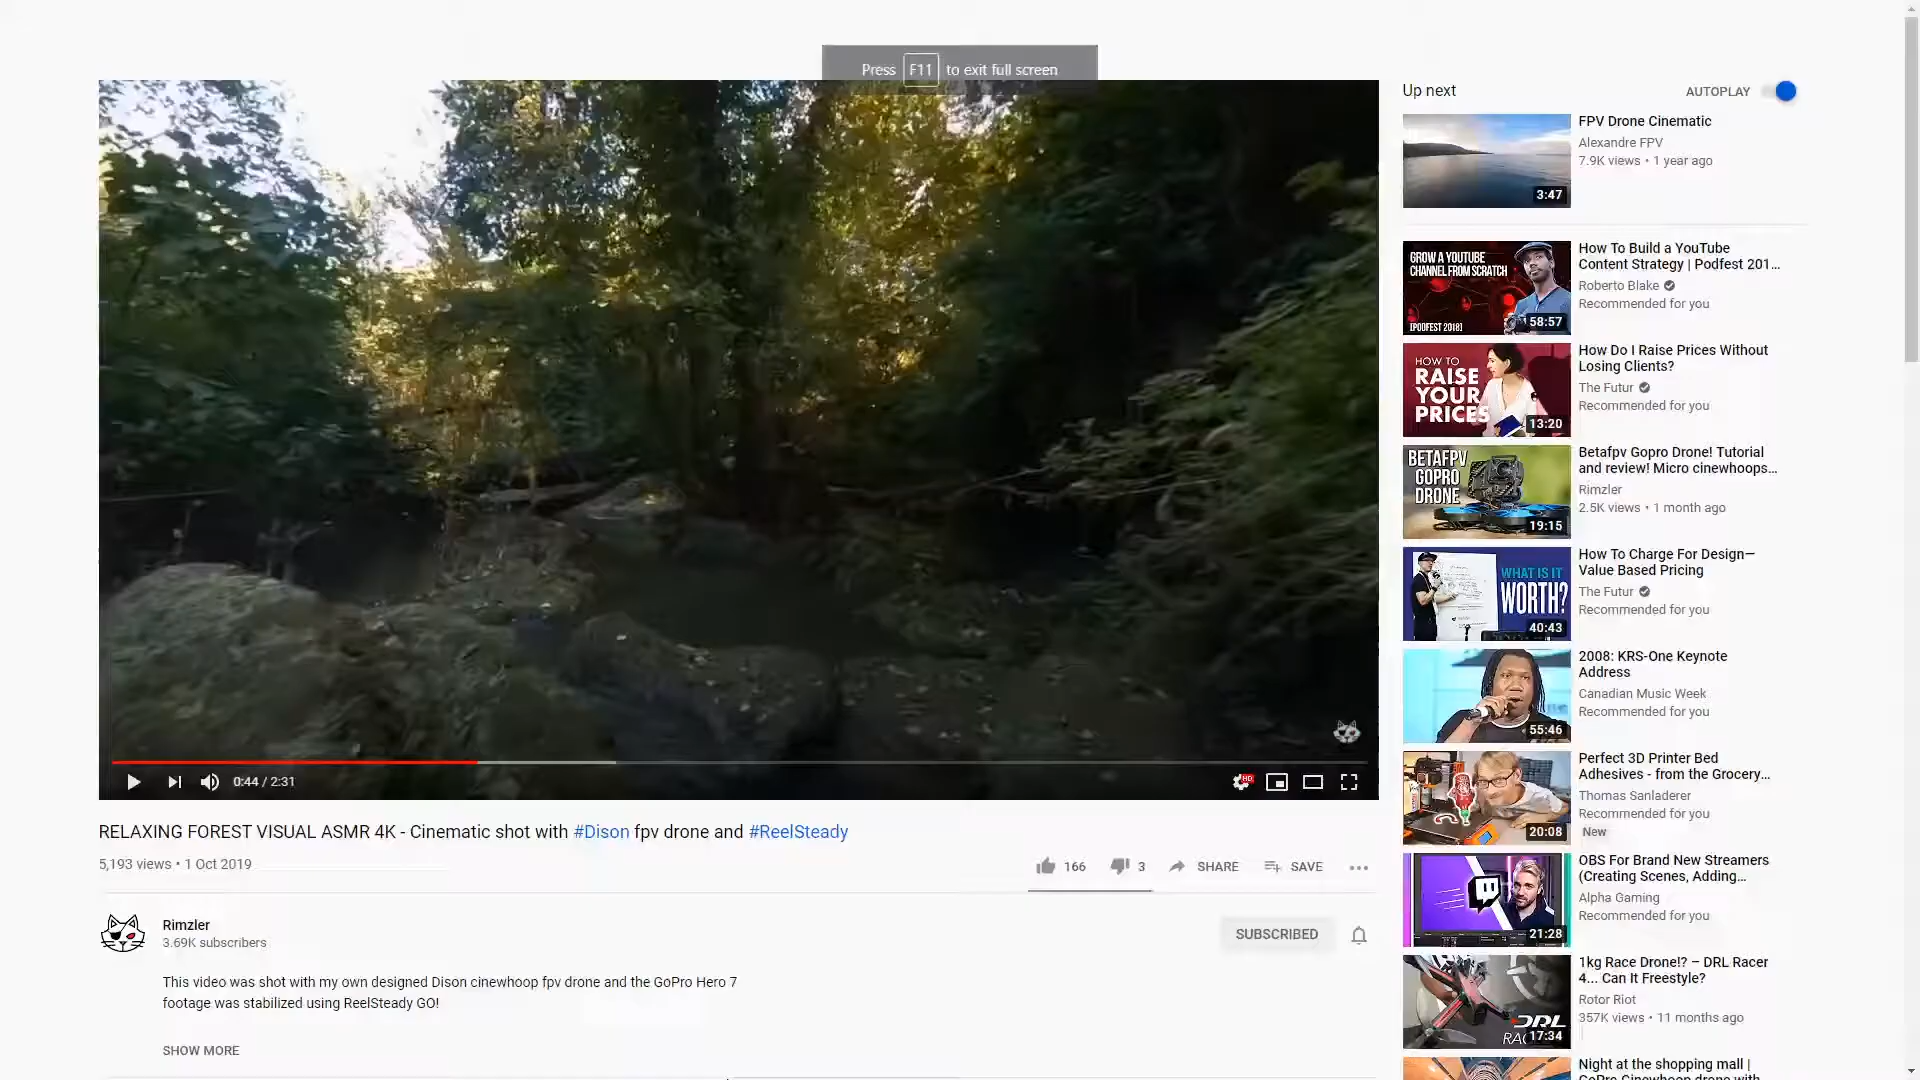 Press F11 to exit full screen
Up next
AUTOPLAY
FPV Drone Cinematic
Alexandre FPV
7.9K views • 1 year ago
3:47
GROW A YOUTUBE
CHANNEL FROM SCRATCH
[PODFEST 2018]
58:57
How To Build a YouTube
Content Strategy | Podfest 201...
Roberto Blake
Recommended for you
HOW TO
RAISE
YOUR
PRICES
13:20
How Do I Raise Prices Without
Losing Clients?
The Futur
Recommended for you
BETAFPV
GOPRO
DRONE
19:15
Betafpv Gopro Drone! Tutorial
and review! Micro cinewhoops...
Rimzler
2.5K views • 1 month ago
WHAT IS IT
WORTH?
40:43
How To Charge For Design—
Value Based Pricing
The Futur
Recommended for you
55:46
2008: KRS-One Keynote
Address
Canadian Music Week
Recommended for you
20:08
Perfect 3D Printer Bed
Adhesives - from the Grocery...
Thomas Sanladerer
Recommended for you
New
21:28
OBS For Brand New Streamers
(Creating Scenes, Adding...
Alpha Gaming
Recommended for you
DRL
RAC
17:34
1kg Race Drone!? – DRL Racer
4... Can It Freestyle?
Rotor Riot
357K views • 11 months ago
Night at the shopping mall |
GoPro Cinewhoop drone with
0:44 / 2:31
HD
RELAXING FOREST VISUAL ASMR 4K - Cinematic shot with #Dison fpv drone and #ReelSteady
5,193 views • 1 Oct 2019
166
3
SHARE
SAVE
Rimzler
3.69K subscribers
SUBSCRIBED
This video was shot with my own designed Dison cinewhoop fpv drone and the GoPro Hero 7
footage was stabilized using ReelSteady GO!
SHOW MORE